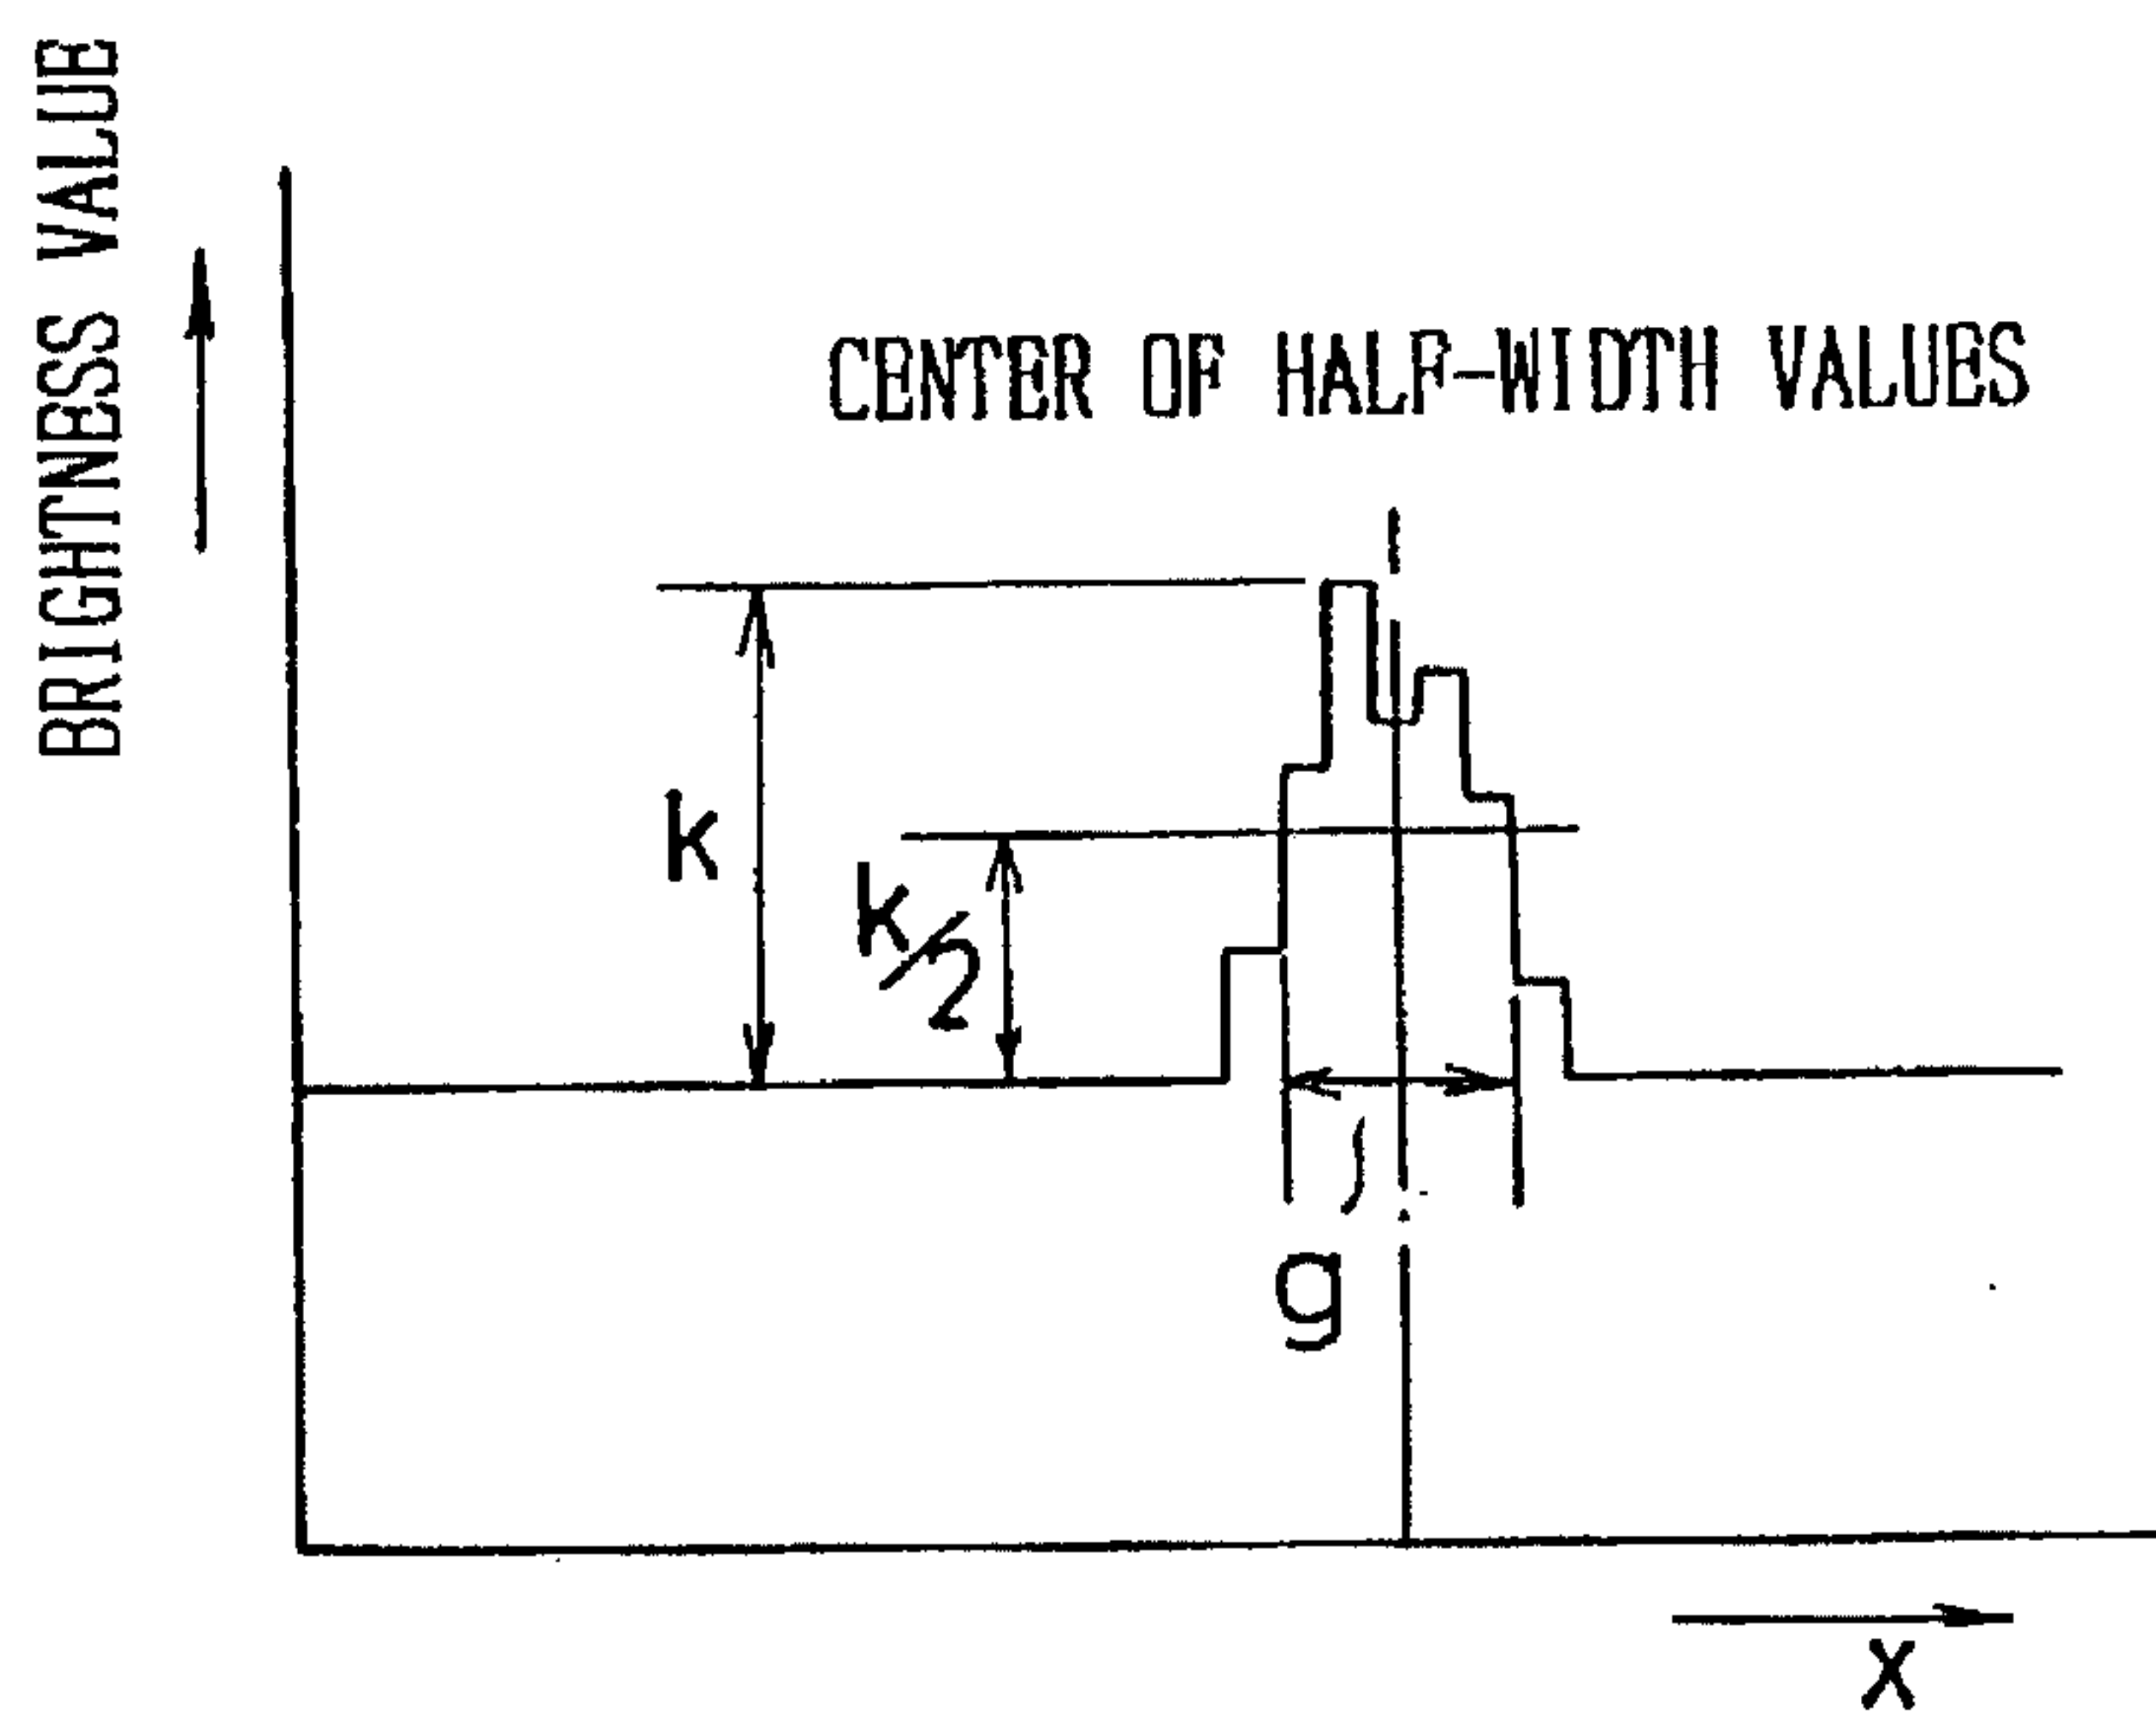 BRIGHTNESS VALUE
CENTER OF HALF-WIDTH VALUES
k
k/2
g
x